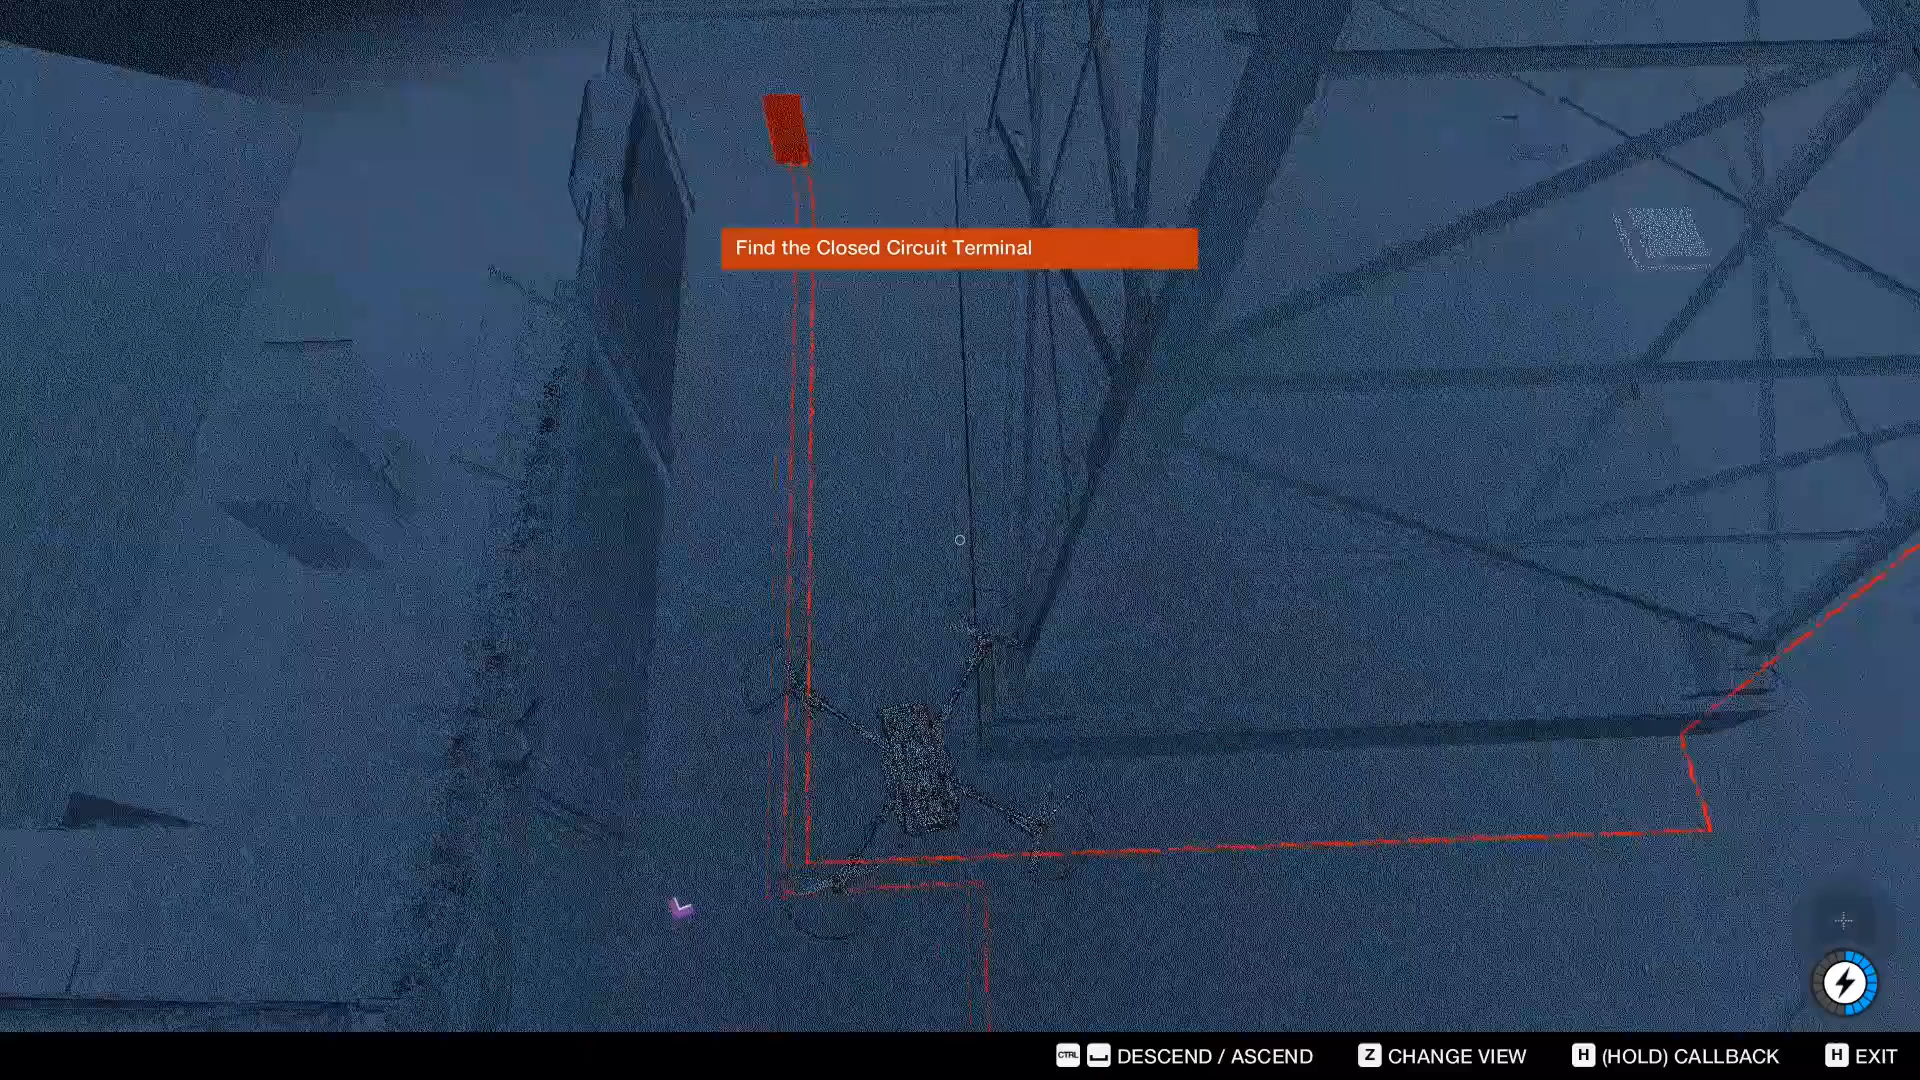 Find the Closed Circuit Terminal
CTRL DESCEND / ASCEND Z CHANGE VIEW H (HOLD) CALLBACK H EXIT